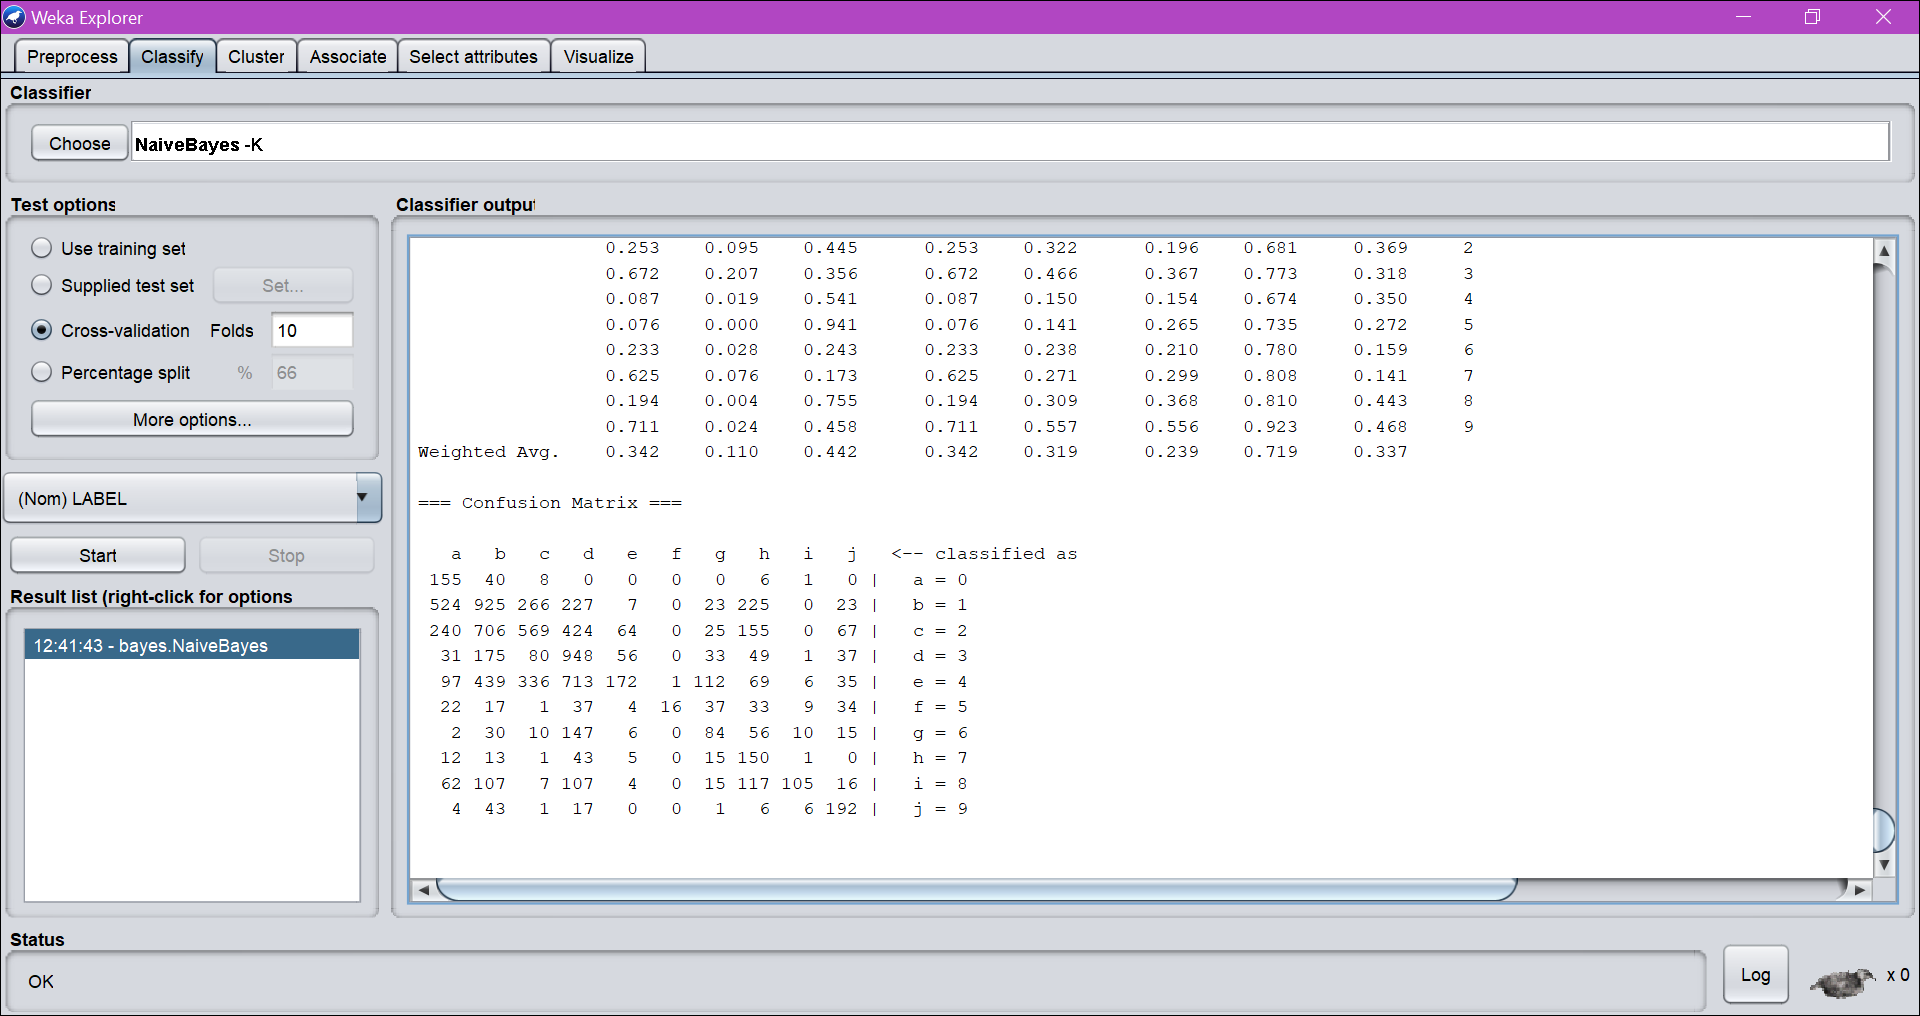 Weka Explorer
Preprocess Classify Cluster Associate Select attributes Visualize
Classifier
Choose NaiveBayes -K
Test options
Use training set
Supplied test set Set...
Cross-validation Folds 10
Percentage split % 66
More options...
(Nom) LABEL
Start Stop
Result list (right-click for options
12:41:43 - bayes.NaiveBayes
Classifier output
0.253 0.095 0.445 0.253 0.322 0.196 0.681 0.369 2
0.672 0.207 0.356 0.672 0.466 0.367 0.773 0.318 3
0.087 0.019 0.541 0.087 0.150 0.154 0.674 0.350 4
0.076 0.000 0.941 0.076 0.141 0.265 0.735 0.272 5
0.233 0.028 0.243 0.233 0.238 0.210 0.780 0.159 6
0.625 0.076 0.173 0.625 0.271 0.299 0.808 0.141 7
0.194 0.004 0.755 0.194 0.309 0.368 0.810 0.443 8
0.711 0.024 0.458 0.711 0.557 0.556 0.923 0.468 9
Weighted Avg. 0.342 0.110 0.442 0.342 0.319 0.239 0.719 0.337
=== Confusion Matrix ===
a b c d e f g h i j <-- classified as
155 40 8 0 0 0 0 6 1 0 | a = 0
524 925 266 227 7 0 23 225 0 23 | b = 1
240 706 569 424 64 0 25 155 0 67 | c = 2
31 175 80 948 56 0 33 49 1 37 | d = 3
97 439 336 713 172 1 112 69 6 35 | e = 4
22 17 1 37 4 16 37 33 9 34 | f = 5
2 30 10 147 6 0 84 56 10 15 | g = 6
12 13 1 43 5 0 15 150 1 0 | h = 7
62 107 7 107 4 0 15 117 105 16 | i = 8
4 43 1 17 0 0 1 6 6 192 | j = 9
Status
OK
Log x 0